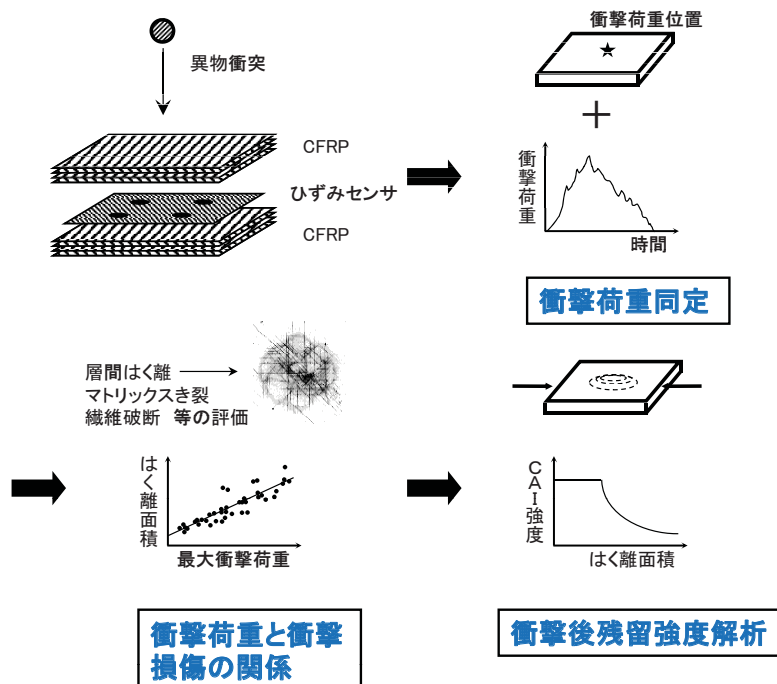 異物衝突
CFRP
ひずみセンサ
CFRP
衝撃荷重位置
＋
衝撃荷重
時間
衝撃荷重同定
層間はく離
マトリックスき裂
繊維破断 等の評価
はく離面積
最大衝撃荷重
衝撃荷重と衝撃
損傷の関係
CAI強度
はく離面積
衝撃後残留強度解析